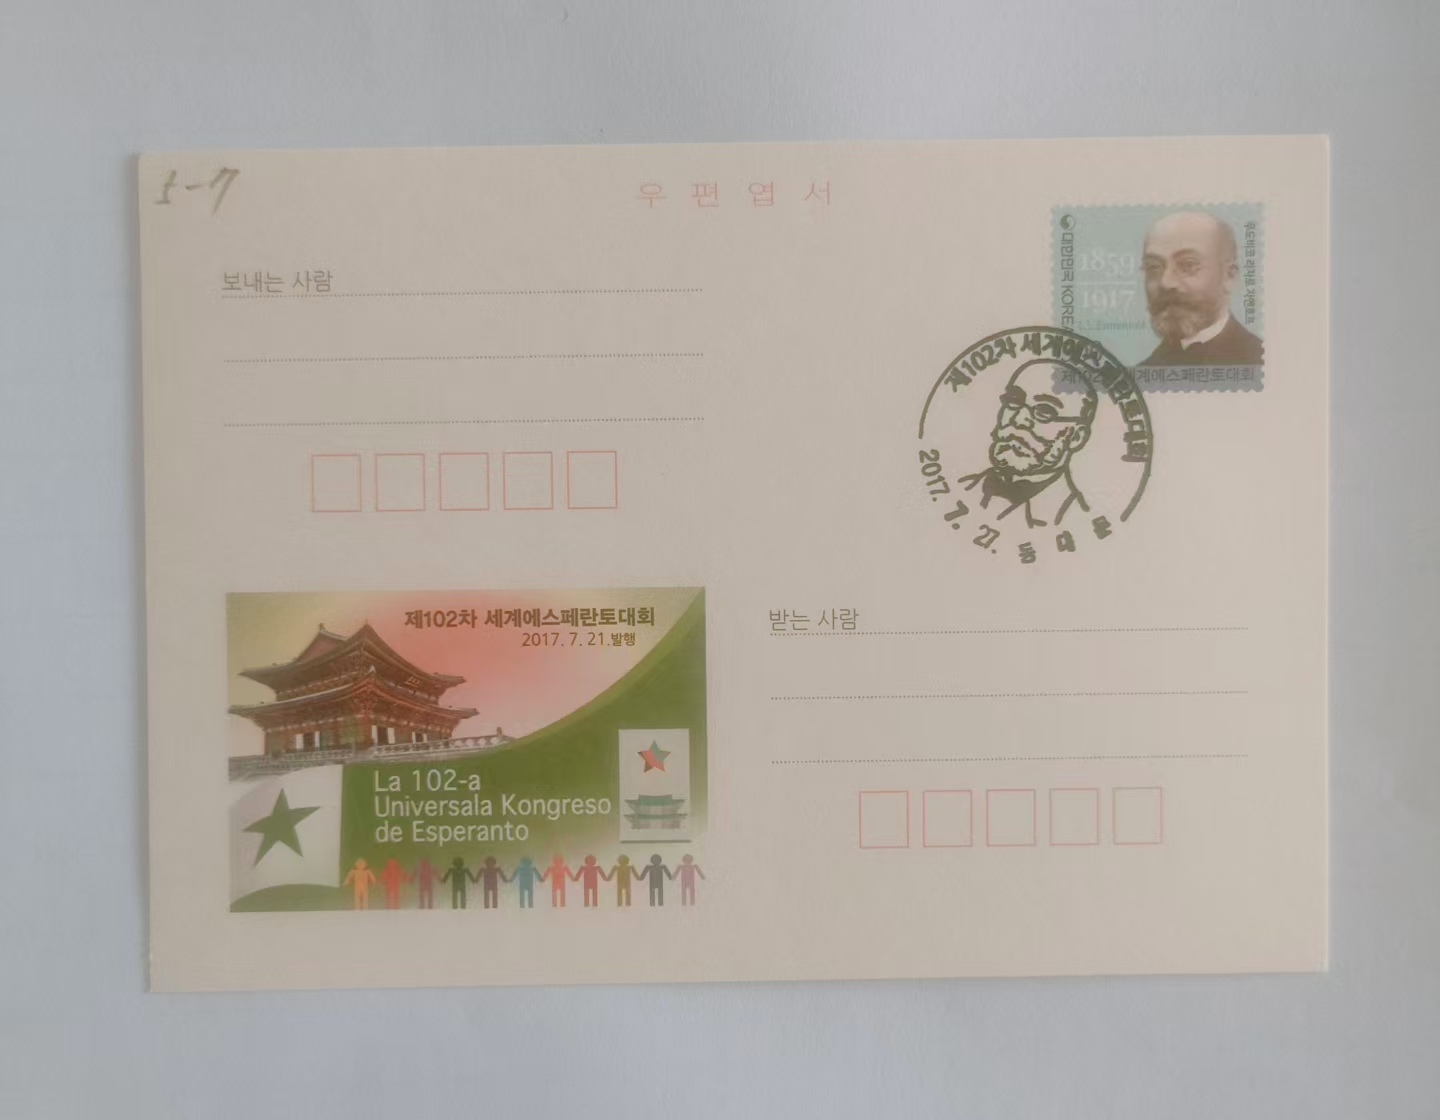 5-7
우편엽서
보내는 사람
대한민국 KOREA
1859
1917
루도비코 라자로 자멘호프
제102차 세계에스페란토대회
제102차 세계에스페란토대회
2017. 7. 21. 동대문
제102차 세계에스페란토대회
2017. 7. 21.발행
La 102-a
Universala Kongreso
de Esperanto
받는 사람